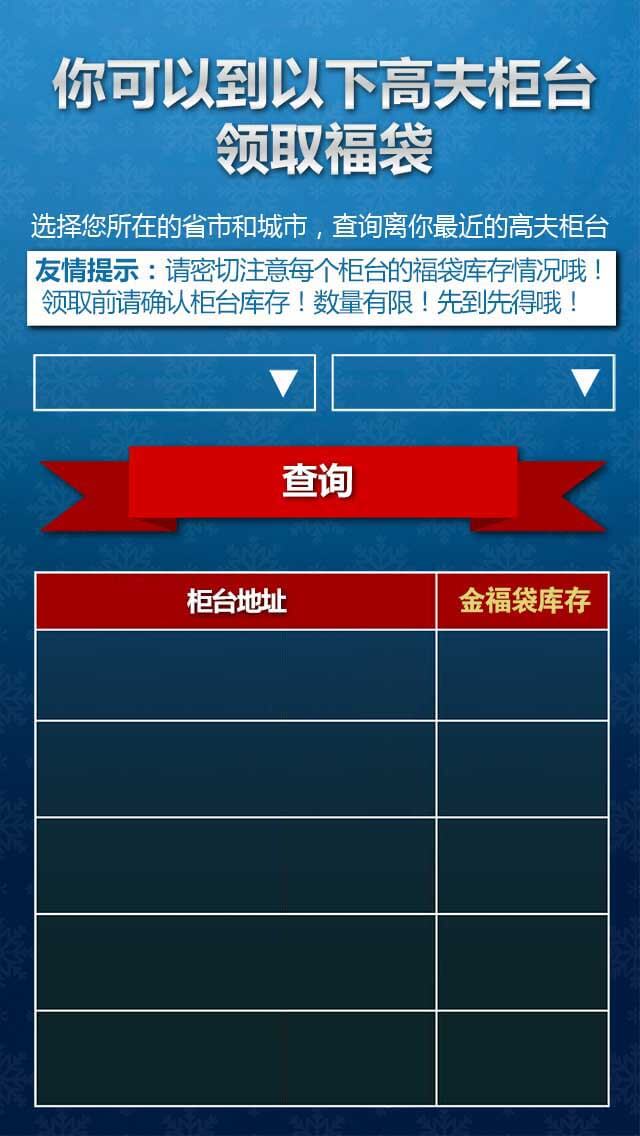 你可以到以下高夫柜台
领取福袋
选择您所在的省市和城市，查询离你最近的高夫柜台
友情提示：请密切注意每个柜台的福袋库存情况哦！
领取前请确认柜台库存！数量有限！先到先得哦！
查询
柜台地址 金福袋库存